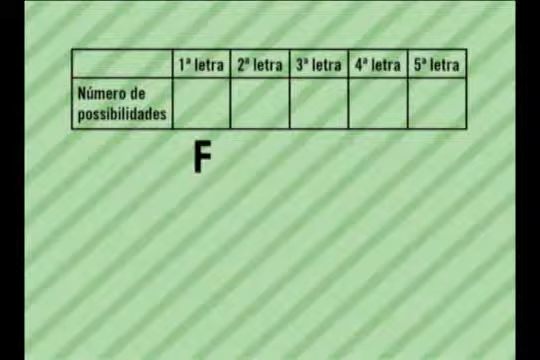 1ª letra 2ª letra 3ª letra 4ª letra 5ª letra
Número de
possibilidades
F